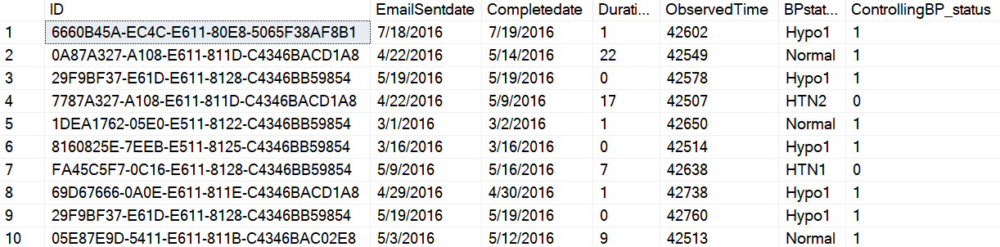 ID EmailSentdate Completedate Durati... ObservedTime BPstat... ControllingBP_status
1 6660B45A-EC4C-E611-80E8-5065F38AF8B1 7/18/2016 7/19/2016 1 42602 Hypo1 1
2 0A87A327-A108-E611-811D-C4346BACD1A8 4/22/2016 5/14/2016 22 42549 Normal 1
3 29F9BF37-E61D-E611-8128-C4346BB59854 5/19/2016 5/19/2016 0 42578 Hypo1 1
4 7787A327-A108-E611-811D-C4346BACD1A8 4/22/2016 5/9/2016 17 42507 HTN2 0
5 1DEA1762-05E0-E511-8122-C4346BB59854 3/1/2016 3/2/2016 1 42650 Normal 1
6 8160825E-7EEB-E511-8125-C4346BB59854 3/16/2016 3/16/2016 0 42514 Hypo1 1
7 FA45C5F7-0C16-E611-8128-C4346BB59854 5/9/2016 5/16/2016 7 42638 HTN1 0
8 69D67666-0A0E-E611-811E-C4346BACD1A8 4/29/2016 4/30/2016 1 42738 Hypo1 1
9 29F9BF37-E61D-E611-8128-C4346BB59854 5/19/2016 5/19/2016 0 42760 Hypo1 1
10 05E87E9D-5411-E611-811B-C4346BAC02E8 5/3/2016 5/12/2016 9 42513 Normal 1